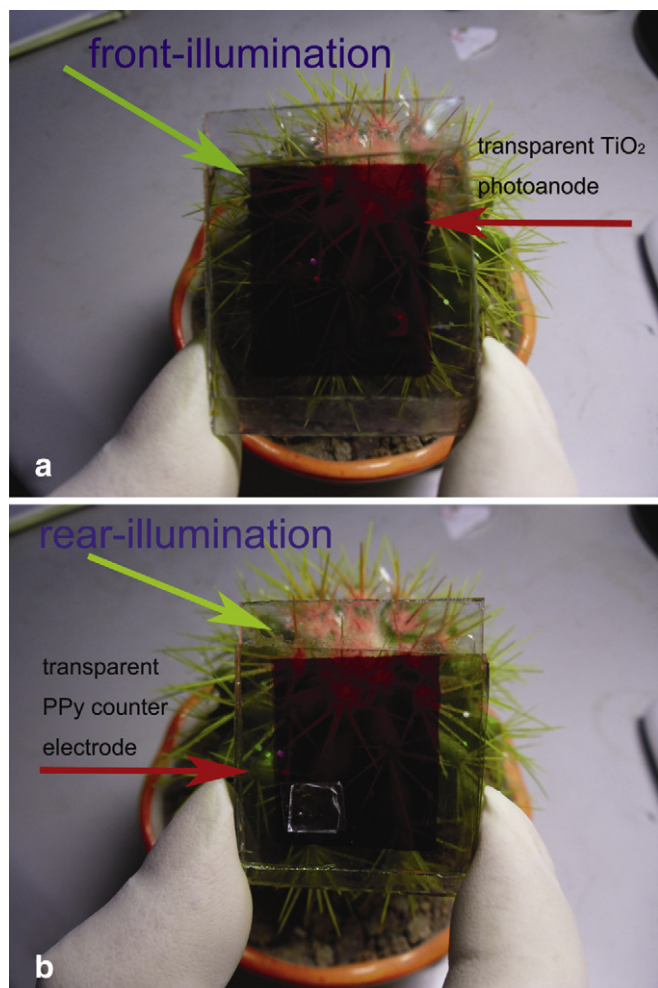 front-illumination
transparent TiO₂
photoanode
a
rear-illumination
transparent
PPy counter
electrode
b